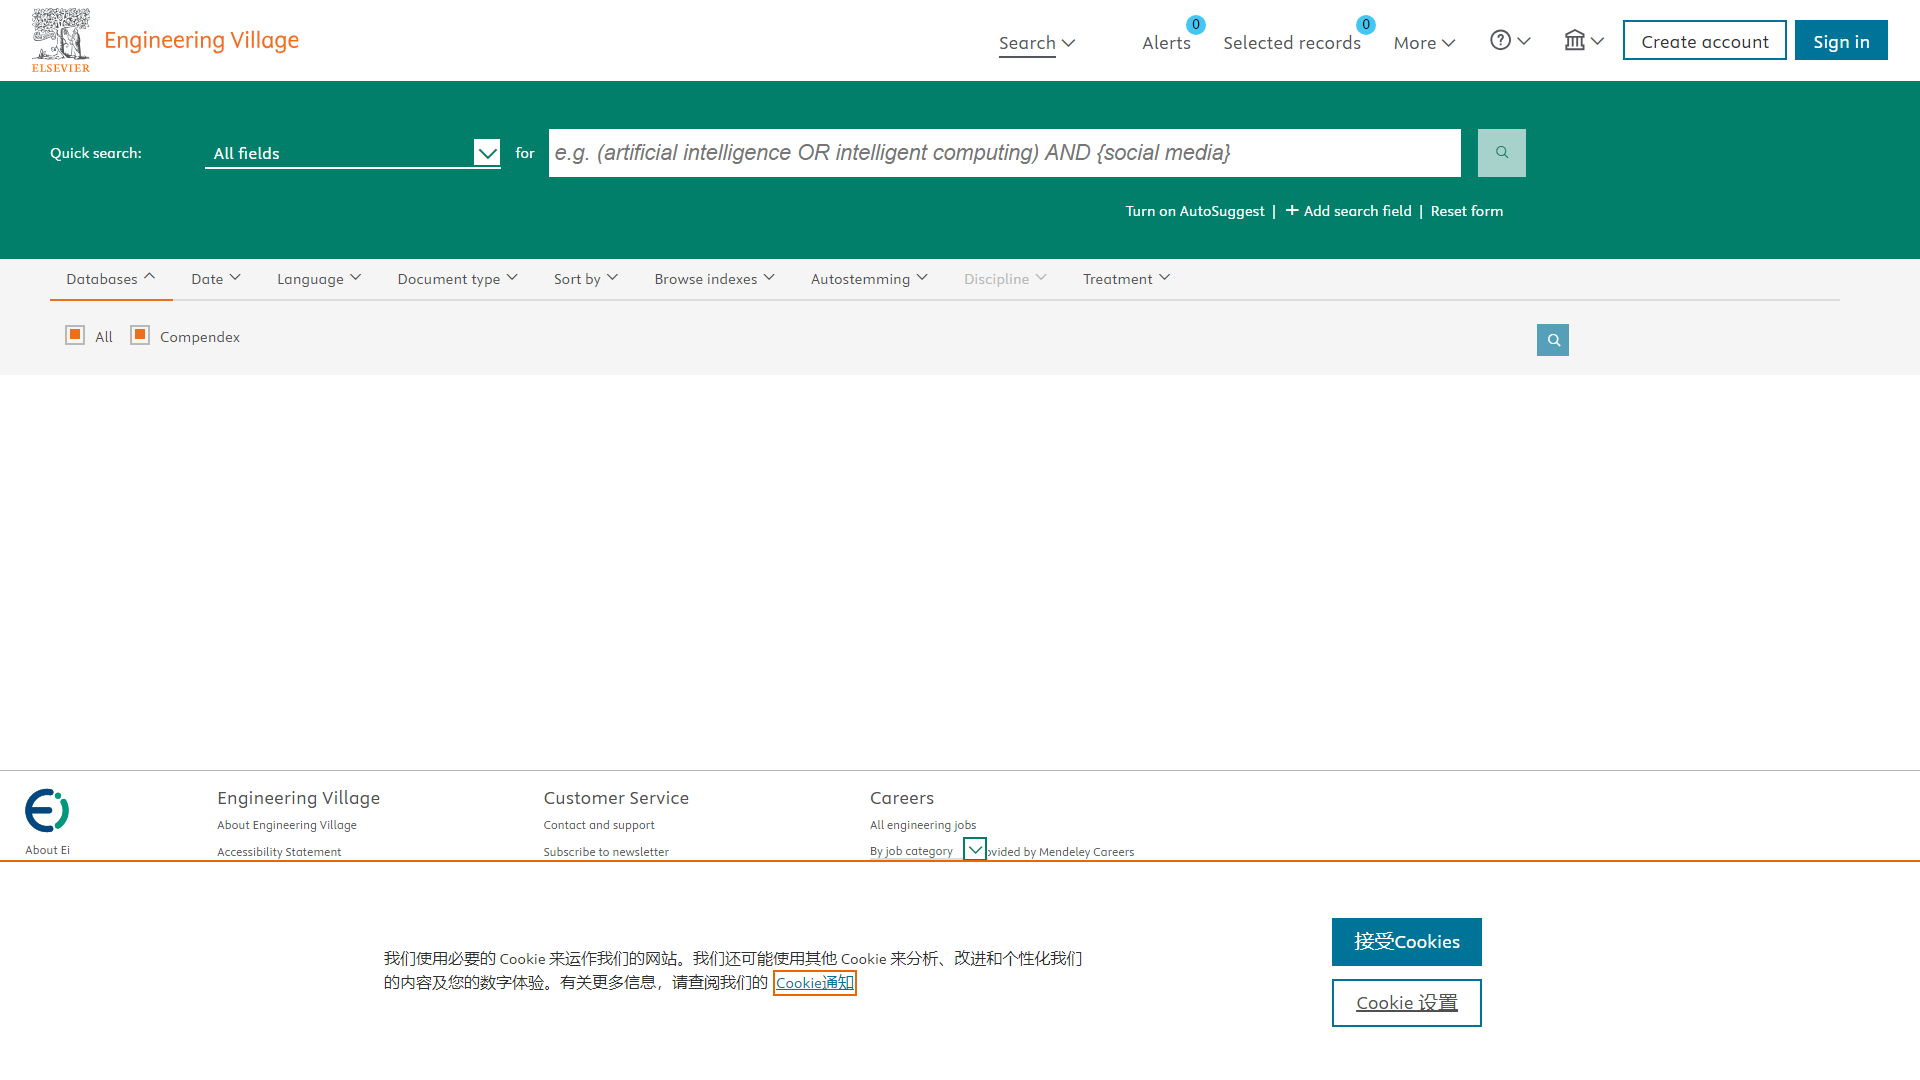 ELSEVIER
Engineering Village
Search
Alerts
0
Selected records
0
More
Create account
Sign in
Quick search:
All fields
for
e.g. (artificial intelligence OR intelligent computing) AND {social media}
Turn on AutoSuggest | + Add search field | Reset form
Databases
Date
Language
Document type
Sort by
Browse indexes
Autostemming
Discipline
Treatment
All
Compendex
About Ei
Engineering Village
About Engineering Village
Accessibility Statement
Customer Service
Contact and support
Subscribe to newsletter
Careers
All engineering jobs
By job category
by Mendeley Careers
我们使用必要的 Cookie 来运作我们的网站。我们还可能使用其他 Cookie 来分析、改进和个性化我们
的内容及您的数字体验。有关更多信息，请查阅我们的 Cookie通知
接受Cookies
Cookie 设置